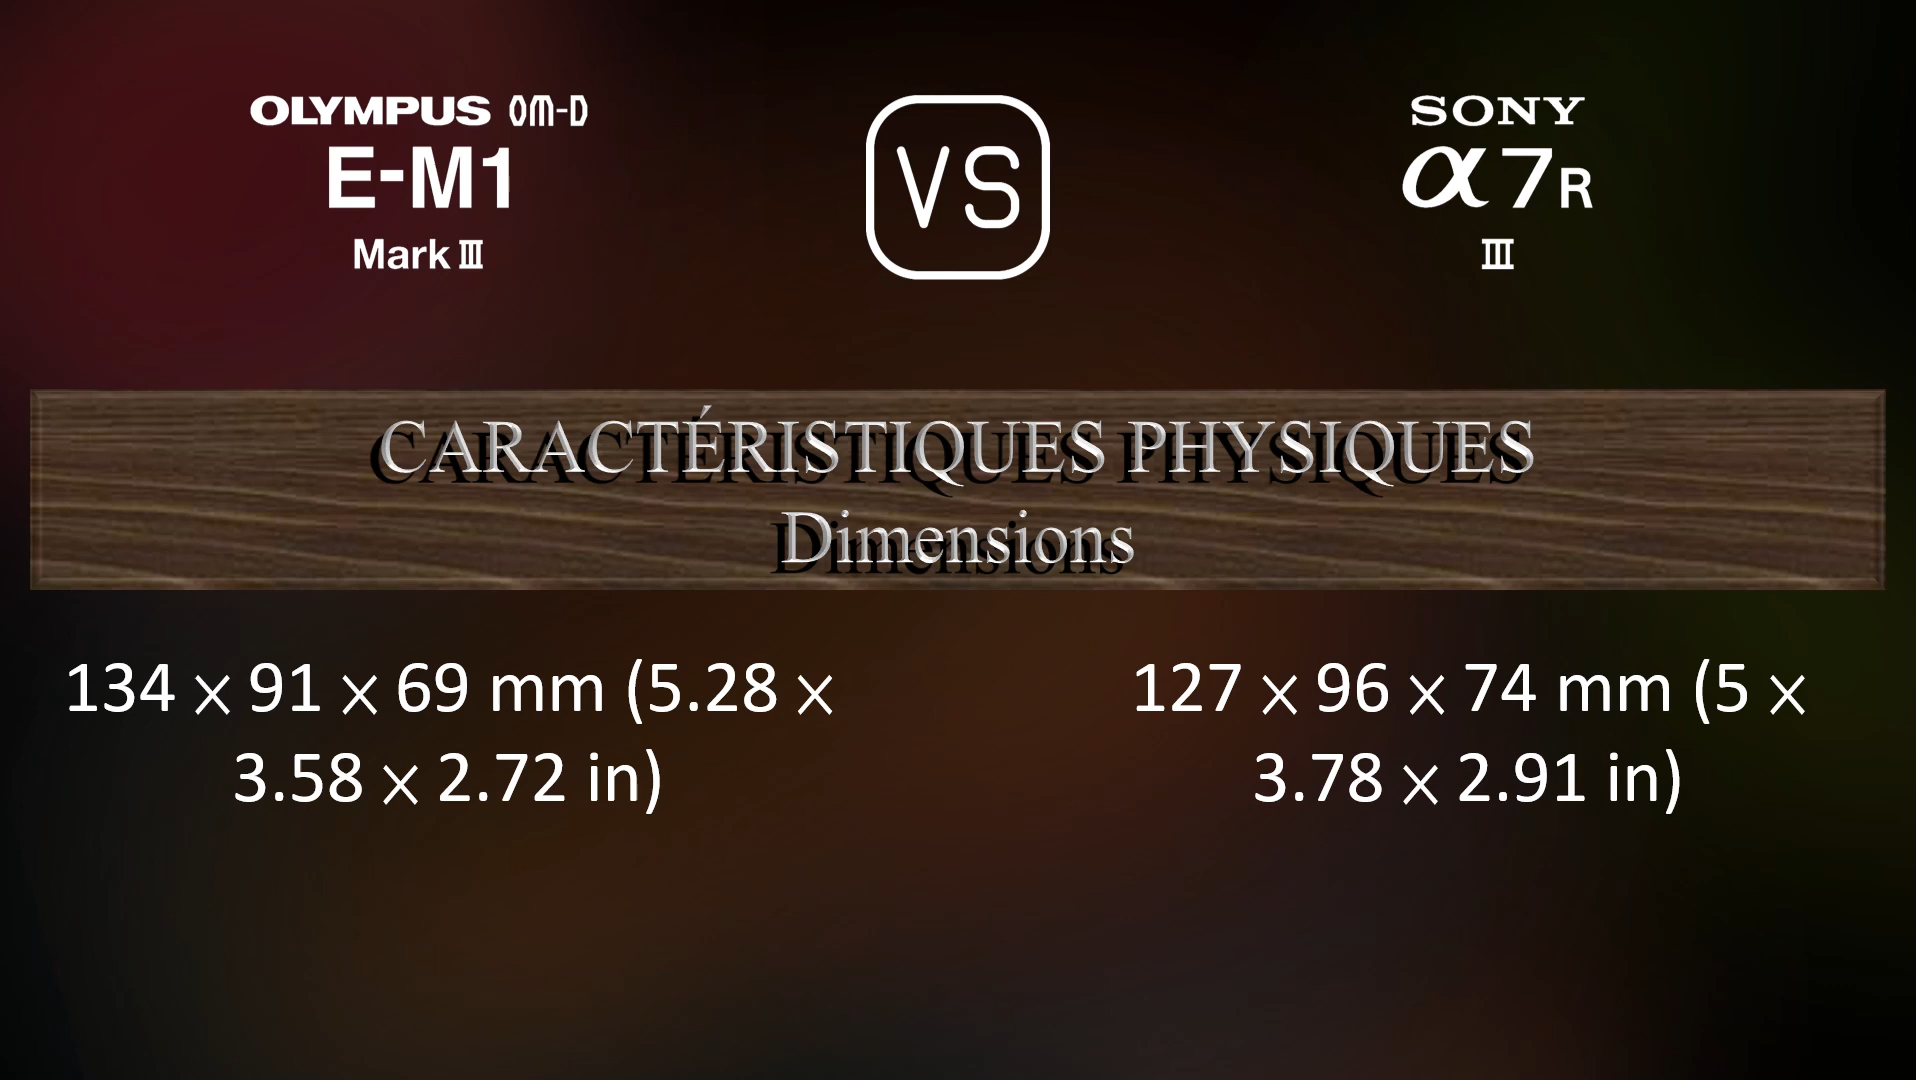 OLYMPUS OM-D
E-M1
Mark III
VS
SONY
α7R
III
CARACTÉRISTIQUES PHYSIQUES
Dimensions
134 x 91 x 69 mm (5.28 x
3.58 x 2.72 in)
127 x 96 x 74 mm (5 x
3.78 x 2.91 in)